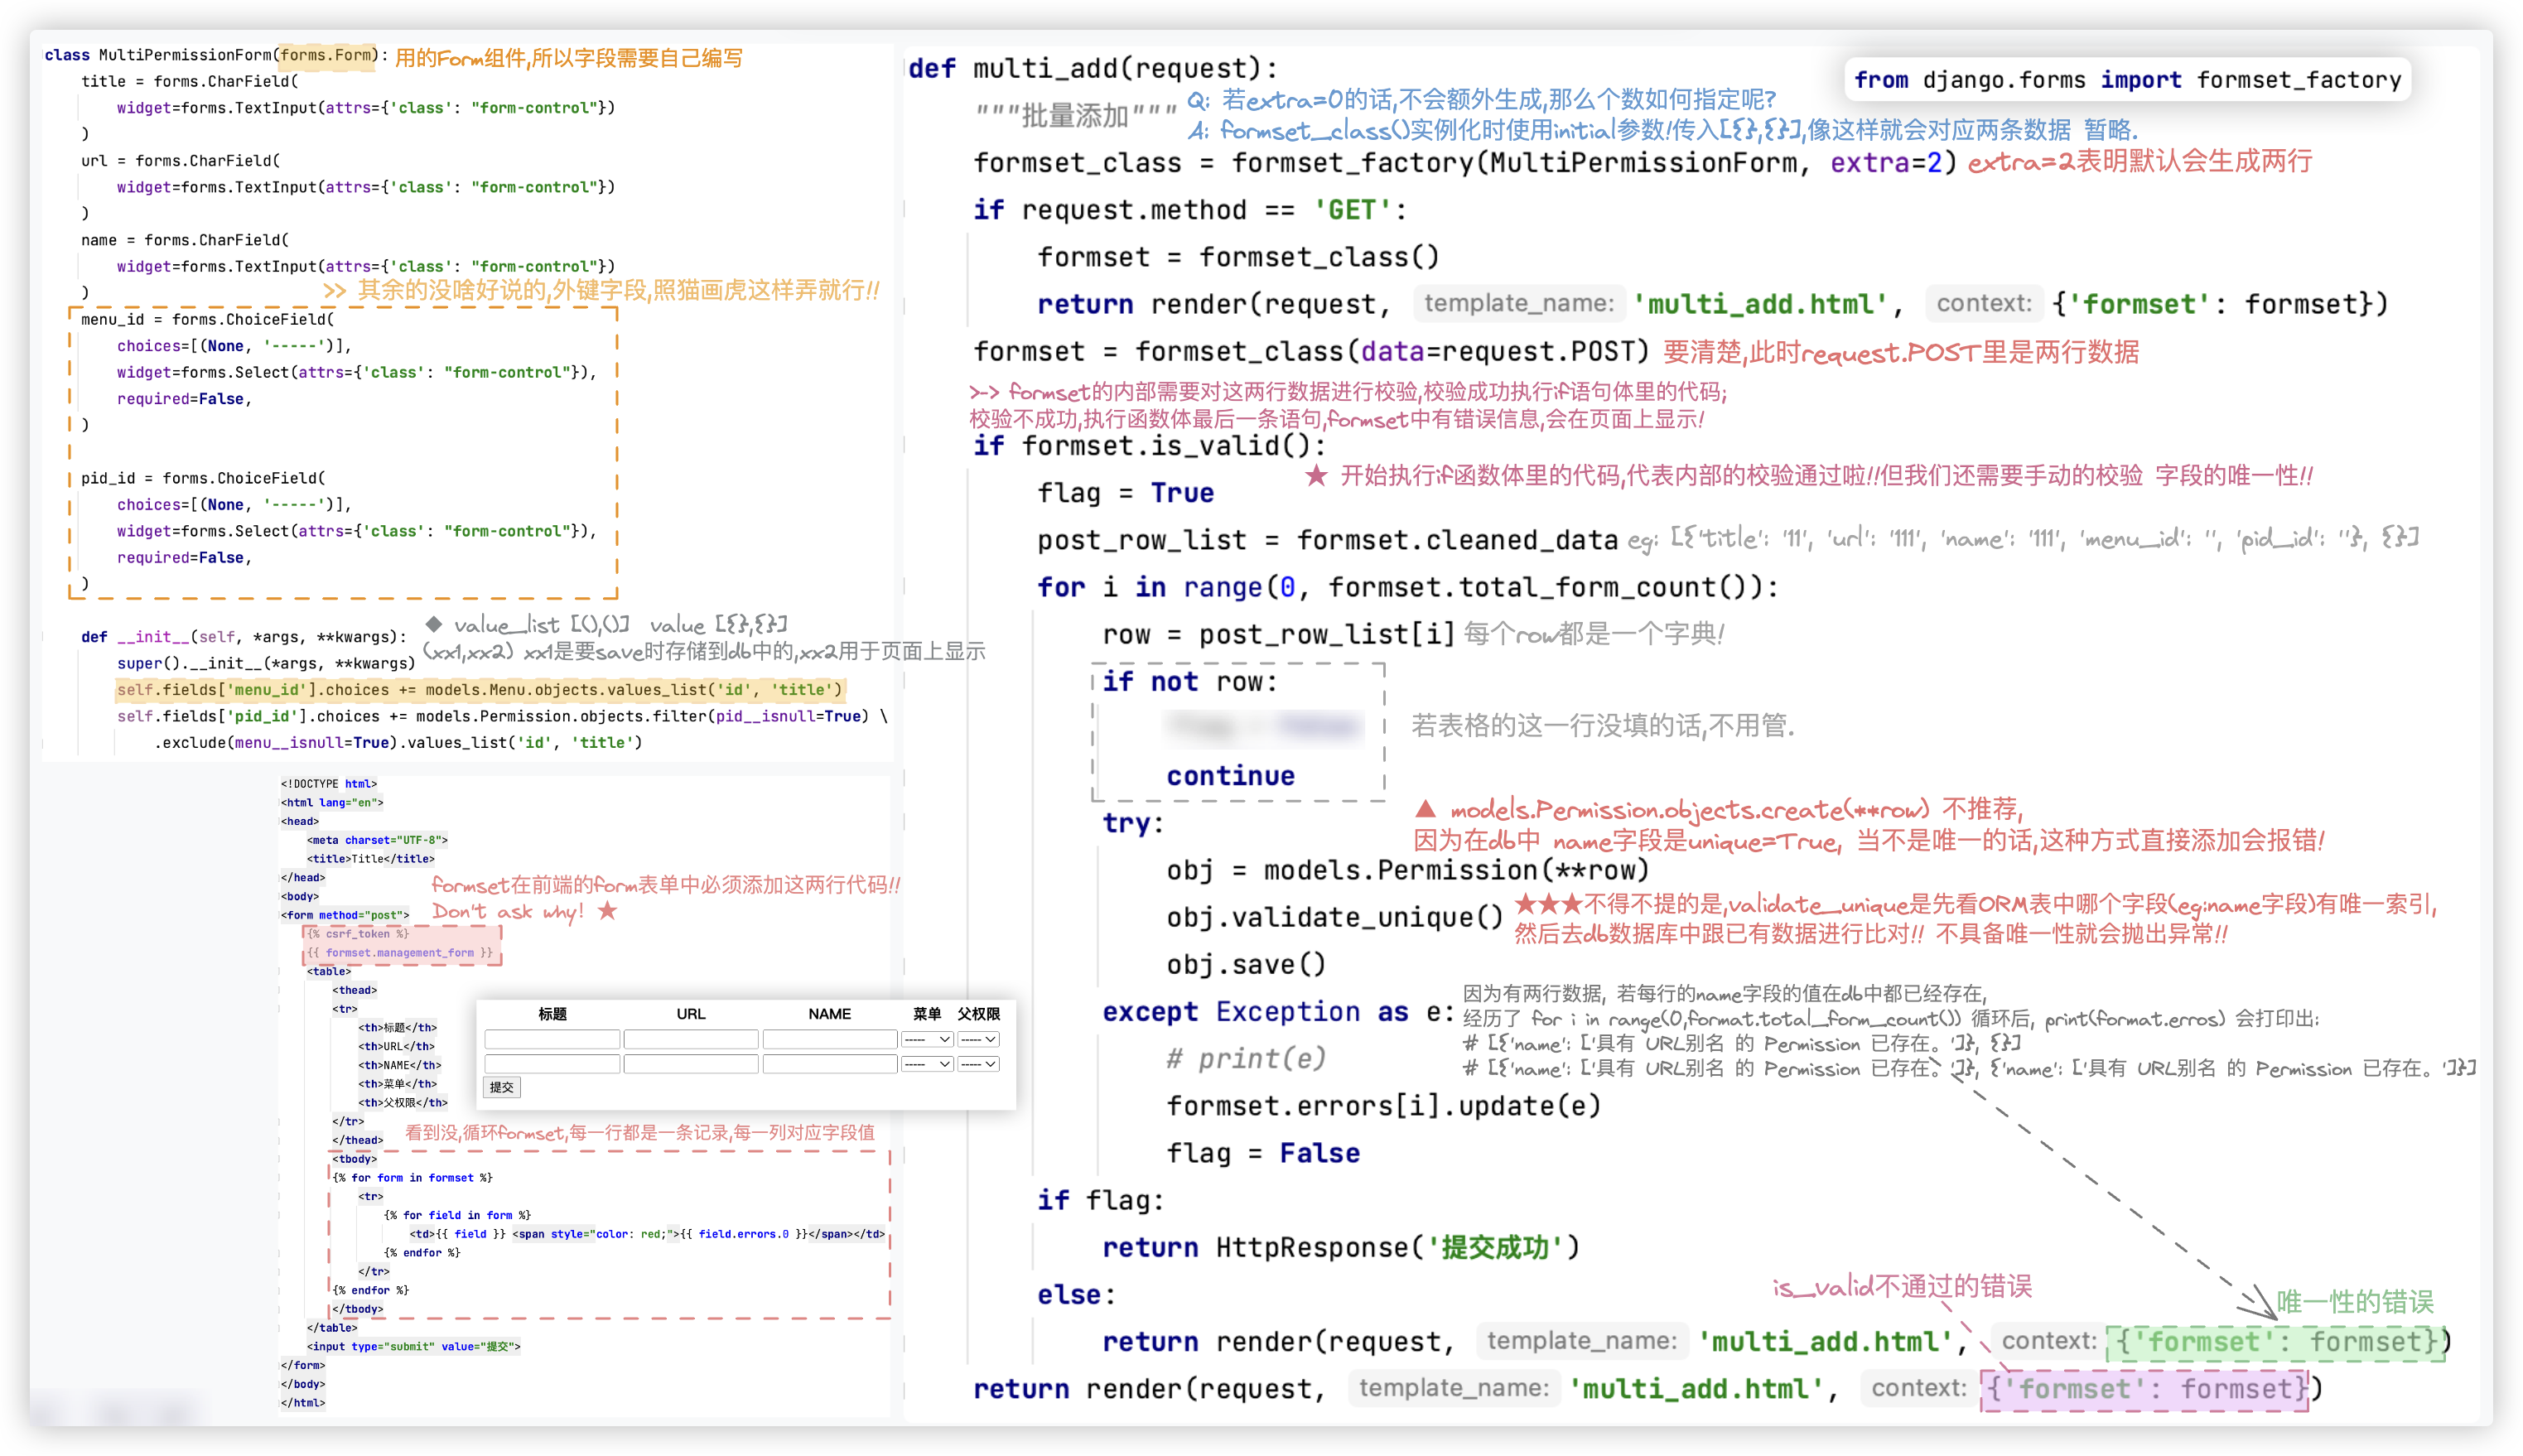 class MultiPermissionForm(forms.Form): 用的Form组件,所以字段需要自己编写
title = forms.CharField(
widget=forms.TextInput(attrs={'class': "form-control"})
)
url = forms.CharField(
widget=forms.TextInput(attrs={'class': "form-control"})
)
name = forms.CharField(
widget=forms.TextInput(attrs={'class': "form-control"})
)
>> 其余的没啥好说的,外键字段,照猫画虎这样弄就行!!
menu_id = forms.ChoiceField(
choices=[(None, '-----')],
widget=forms.Select(attrs={'class': "form-control"}),
required=False,
)
pid_id = forms.ChoiceField(
choices=[(None, '-----')],
widget=forms.Select(attrs={'class': "form-control"}),
required=False,
)
◆ value_list [(),()] value [{},{}]
def __init__(self, *args, **kwargs):
(xx1,xx2) xx1是要save时存储到db中的,xx2用于页面上显示
super().__init__(*args, **kwargs)
self.fields['menu_id'].choices += models.Menu.objects.values_list('id', 'title')
self.fields['pid_id'].choices += models.Permission.objects.filter(pid__isnull=True) \
.exclude(menu__isnull=True).values_list('id', 'title')
<!DOCTYPE html>
<html lang="en">
<head>
<meta charset="UTF-8">
<title>Title</title>
</head>
<body>
formset在前端的form表单中必须添加这两行代码!!
Don't ask why! ★
<form method="post">
{% csrf_token %}
{{ formset.management_form }}
<table>
<thead>
<tr>
<th>标题</th>
<th>URL</th>
<th>NAME</th>
<th>菜单</th>
<th>父权限</th>
</tr>
</thead>
标题 URL NAME 菜单 父权限
----- -----
----- -----
提交
看到没,循环formset,每一行都是一条记录,每一列对应字段值
<tbody>
{% for form in formset %}
<tr>
{% for field in form %}
<td>{{ field }} <span style="color: red;">{{ field.errors.0 }}</span></td>
{% endfor %}
</tr>
{% endfor %}
</tbody>
</table>
<input type="submit" value="提交">
</form>
</body>
</html>
from django.forms import formset_factory
def multi_add(request):
"""批量添加"""
Q: 若extra=0的话,不会额外生成,那么个数如何指定呢?
A: formset_class()实例化时使用initial参数!传入[{},{}],像这样就会对应两条数据 暂略.
formset_class = formset_factory(MultiPermissionForm, extra=2) extra=2表明默认会生成两行
if request.method == 'GET':
formset = formset_class()
return render(request, template_name: 'multi_add.html', context: {'formset': formset})
formset = formset_class(data=request.POST) 要清楚,此时request.POST里是两行数据
>-> formset的内部需要对这两行数据进行校验,校验成功执行if语句体里的代码;
校验不成功,执行函数体最后一条语句,formset中有错误信息,会在页面上显示!
if formset.is_valid():
★ 开始执行if函数体里的代码,代表内部的校验通过啦!!但我们还需要手动的校验 字段的唯一性!!
flag = True
post_row_list = formset.cleaned_data eg: [{'title': '11', 'url': '111', 'name': '111', 'menu_id': '', 'pid_id': ''}, {}]
for i in range(0, formset.total_form_count()):
row = post_row_list[i] 每个row都是一个字典!
if not row:
若表格的这一行没填的话,不用管.
continue
▲ models.Permission.objects.create(**row) 不推荐,
因为在db中 name字段是unique=True, 当不是唯一的话,这种方式直接添加会报错!
try:
obj = models.Permission(**row)
obj.validate_unique()
★★★不得不提的是,validate_unique是先看ORM表中哪个字段(eg:name字段)有唯一索引,
然后去db数据库中跟已有数据进行比对!! 不具备唯一性就会抛出异常!!
obj.save()
except Exception as e:
因为有两行数据, 若每行的name字段的值在db中都已经存在,
经历了 for i in range(0,format.total_form_count()) 循环后, print(format.erros) 会打印出:
# [{'name': ['具有 URL别名 的 Permission 已存在。']}, {}]
# [{'name': ['具有 URL别名 的 Permission 已存在。']}, {'name': ['具有 URL别名 的 Permission 已存在。']}]
# print(e)
formset.errors[i].update(e)
flag = False
if flag:
return HttpResponse('提交成功')
else:
is_valid不通过的错误
唯一性的错误
return render(request, template_name: 'multi_add.html', context: {'formset': formset})
return render(request, template_name: 'multi_add.html', context: {'formset': formset})